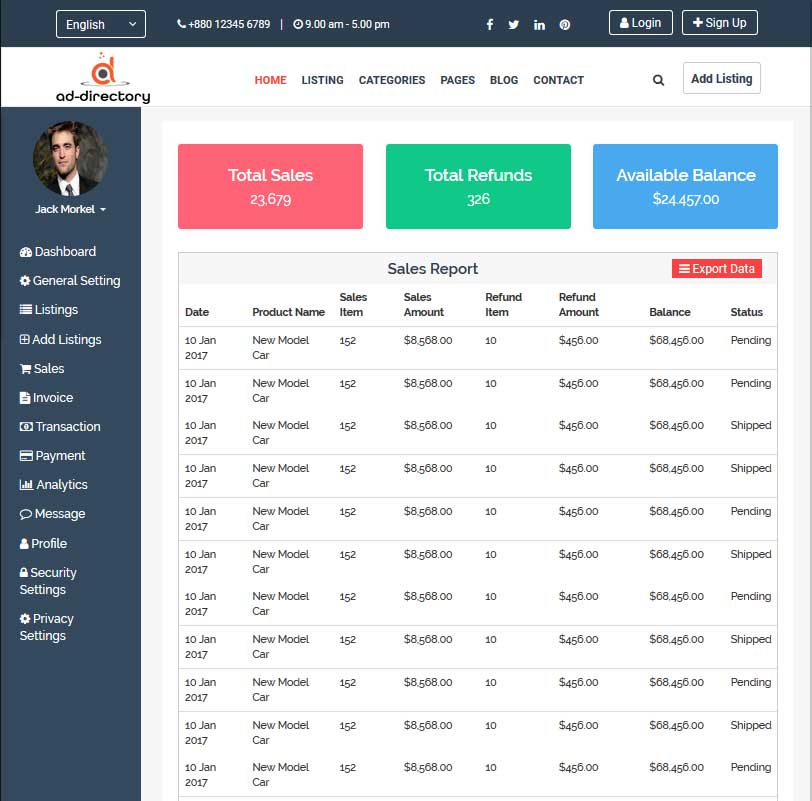 English
+880 12345 6789 | 9.00 am - 5.00 pm
Login
Sign Up
ad-directory
HOME LISTING CATEGORIES PAGES BLOG CONTACT
Add Listing
Jack Morkel
Dashboard
General Setting
Listings
Add Listings
Sales
Invoice
Transaction
Payment
Analytics
Message
Profile
Security
Settings
Privacy
Settings
Total Sales
23,679
Total Refunds
326
Available Balance
$24.457.00
Sales Report
Export Data
Date Product Name Sales Item Sales Amount Refund Item Refund Amount Balance Status
10 Jan 2017 New Model Car 152 $8,568.00 10 $456.00 $68,456.00 Pending
10 Jan 2017 New Model Car 152 $8,568.00 10 $456.00 $68,456.00 Pending
10 Jan 2017 New Model Car 152 $8,568.00 10 $456.00 $68,456.00 Shipped
10 Jan 2017 New Model Car 152 $8,568.00 10 $456.00 $68,456.00 Shipped
10 Jan 2017 New Model Car 152 $8,568.00 10 $456.00 $68,456.00 Pending
10 Jan 2017 New Model Car 152 $8,568.00 10 $456.00 $68,456.00 Shipped
10 Jan 2017 New Model Car 152 $8,568.00 10 $456.00 $68,456.00 Pending
10 Jan 2017 New Model Car 152 $8,568.00 10 $456.00 $68,456.00 Shipped
10 Jan 2017 New Model Car 152 $8,568.00 10 $456.00 $68,456.00 Pending
10 Jan 2017 New Model Car 152 $8,568.00 10 $456.00 $68,456.00 Shipped
10 Jan 2017 New Model Car 152 $8,568.00 10 $456.00 $68,456.00 Pending